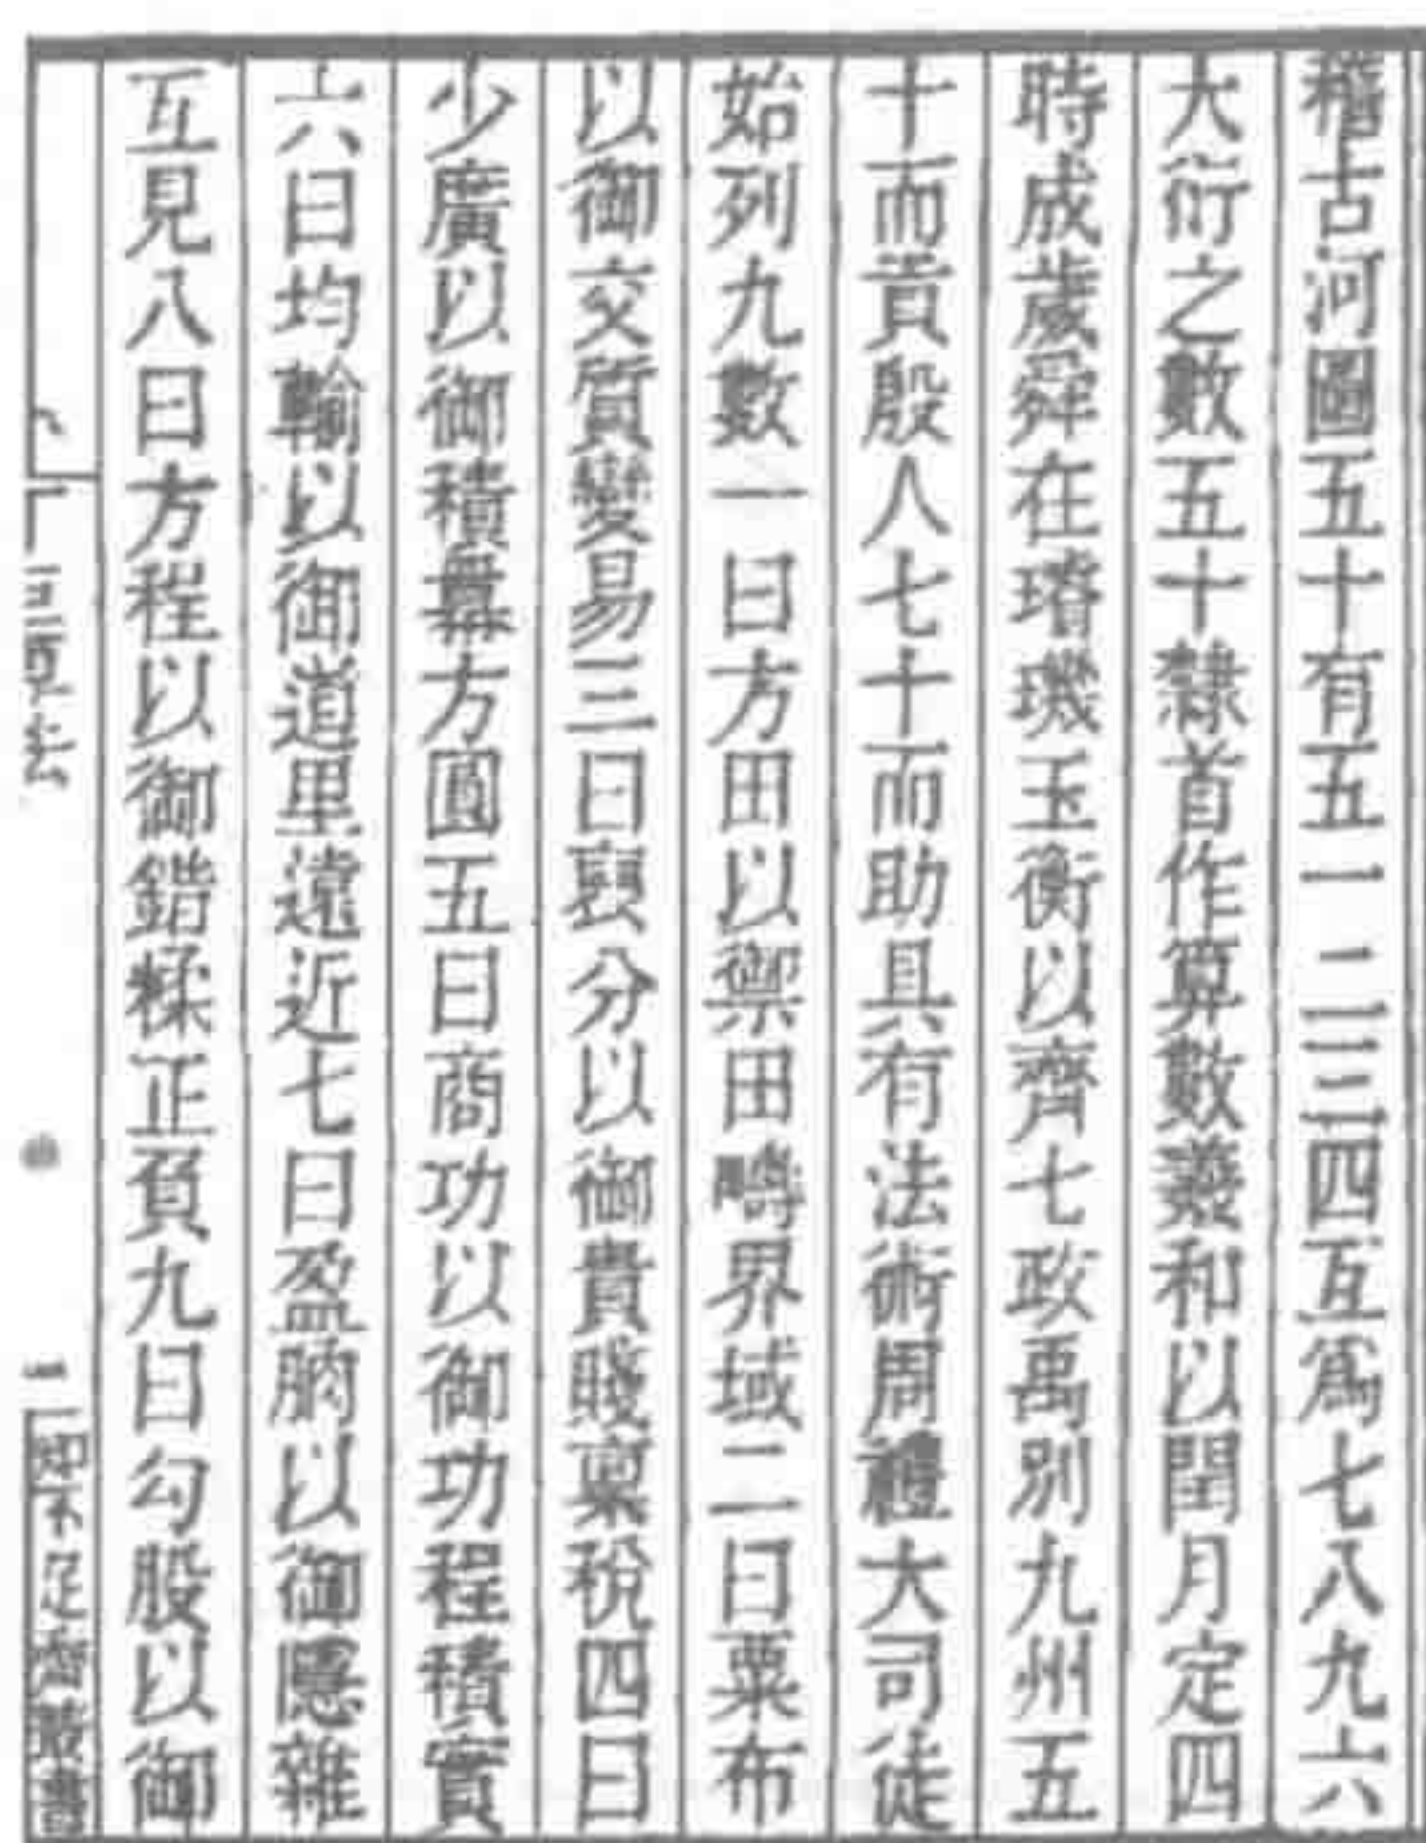 稽古河圖五十有五一二三四互爲七八九六
大衍之數五十隸首作算數羲和以閏月定四
時成歲舜在璿璣玉衡以齊七政禹別九州五
十而貢殷人七十而助具有法術周禮大司徒
始列九數一曰方田以禦田疇界域二曰粟布
以御交質變易三曰衰分以御貴賤稟稅四曰
少廣以御積冪方圓五曰商功以御功程積實
六曰均輸以御道里遠近七曰盈朒以御隱雜
互見八曰方程以御錯糅正負九曰勾股以御
知不足齋叢書